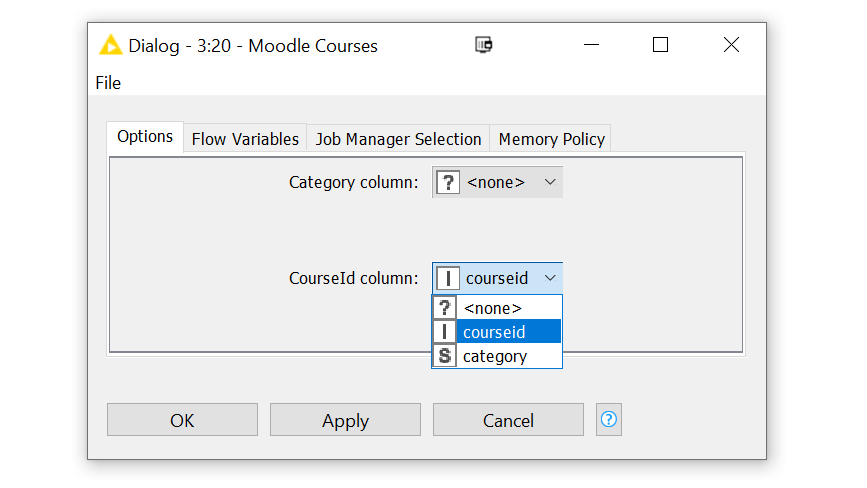 Dialog - 3:20 - Moodle Courses
File
Options Flow Variables Job Manager Selection Memory Policy
Category column: ? <none>
CourseId column: I courseid
? <none>
I courseid
S category
OK Apply Cancel ?